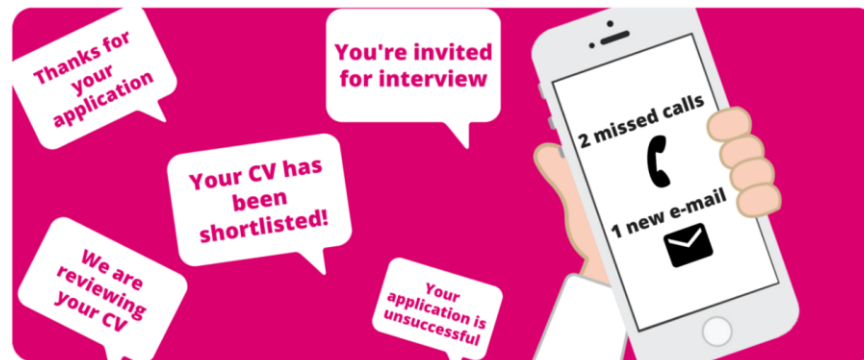 Thanks for
your
application
You're invited
for interview
Your CV has
been
shortlisted!
We are
reviewing
your CV
Your
application is
unsuccessful
2 missed calls
1 new e-mail